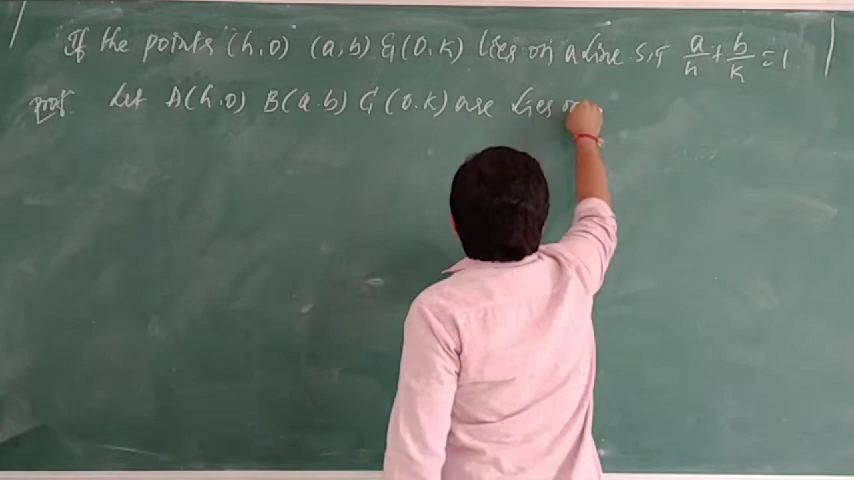 If the points (h,0) (a,b) & (0,k) lies on a line S,T a/h + b/k = 1
proof. Let A(h,0) B(a.b) C(0.k) are lies